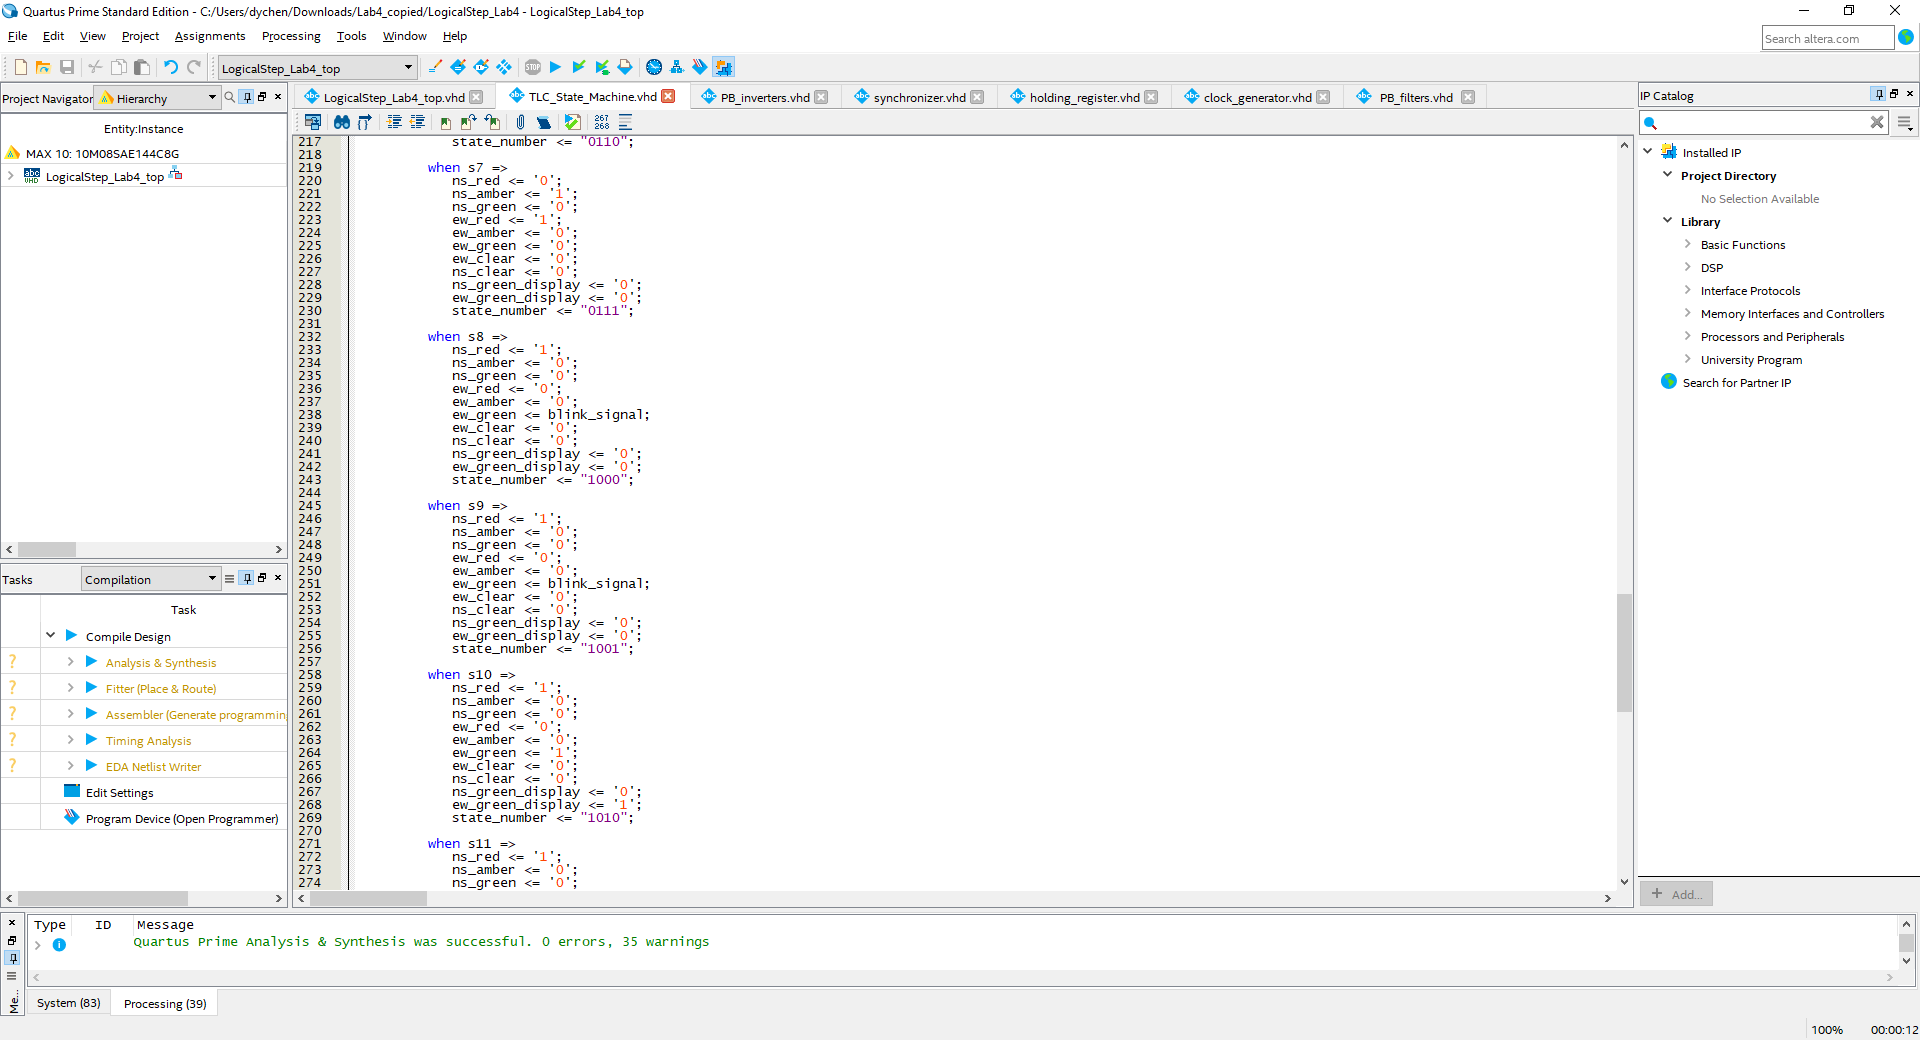 Quartus Prime Standard Edition - C:/Users/dychen/Downloads/Lab4_copied/LogicalStep_Lab4 - LogicalStep_Lab4_top
File Edit View Project Assignments Processing Tools Window Help
Search altera.com
LogicalStep_Lab4_top
Project Navigator Hierarchy
Entity:Instance
MAX 10: 10M08SAE144C8G
LogicalStep_Lab4_top
Tasks Compilation
Task
Compile Design
Analysis & Synthesis
Fitter (Place & Route)
Assembler (Generate programmin
Timing Analysis
EDA Netlist Writer
Edit Settings
Program Device (Open Programmer)
LogicalStep_Lab4_top.vhd TLC_State_Machine.vhd PB_inverters.vhd synchronizer.vhd holding_register.vhd clock_generator.vhd PB_filters.vhd
267
268
217 state_number <= "0110";
218
219 when s7 =>
220 ns_red <= '0';
221 ns_amber <= '1';
222 ns_green <= '0';
223 ew_red <= '1';
224 ew_amber <= '0';
225 ew_green <= '0';
226 ew_clear <= '0';
227 ns_clear <= '0';
228 ns_green_display <= '0';
229 ew_green_display <= '0';
230 state_number <= "0111";
231
232 when s8 =>
233 ns_red <= '1';
234 ns_amber <= '0';
235 ns_green <= '0';
236 ew_red <= '0';
237 ew_amber <= '0';
238 ew_green <= blink_signal;
239 ew_clear <= '0';
240 ns_clear <= '0';
241 ns_green_display <= '0';
242 ew_green_display <= '0';
243 state_number <= "1000";
244
245 when s9 =>
246 ns_red <= '1';
247 ns_amber <= '0';
248 ns_green <= '0';
249 ew_red <= '0';
250 ew_amber <= '0';
251 ew_green <= blink_signal;
252 ew_clear <= '0';
253 ns_clear <= '0';
254 ns_green_display <= '0';
255 ew_green_display <= '0';
256 state_number <= "1001";
257
258 when s10 =>
259 ns_red <= '1';
260 ns_amber <= '0';
261 ns_green <= '0';
262 ew_red <= '0';
263 ew_amber <= '0';
264 ew_green <= '1';
265 ew_clear <= '0';
266 ns_clear <= '0';
267 ns_green_display <= '0';
268 ew_green_display <= '1';
269 state_number <= "1010";
270
271 when s11 =>
272 ns_red <= '1';
273 ns_amber <= '0';
274 ns_green <= '0';
IP Catalog
Installed IP
Project Directory
No Selection Available
Library
Basic Functions
DSP
Interface Protocols
Memory Interfaces and Controllers
Processors and Peripherals
University Program
Search for Partner IP
+ Add...
Type ID Message
Quartus Prime Analysis & Synthesis was successful. 0 errors, 35 warnings
Me...
System (83) Processing (39)
100% 00:00:12